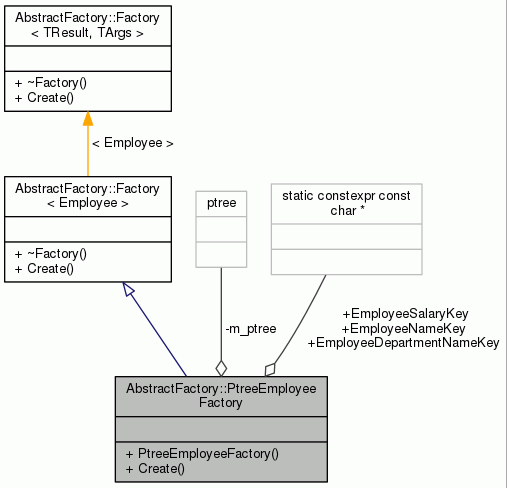 AbstractFactory::Factory
< TResult, TArgs >
+ ~Factory()
+ Create()
< Employee >
AbstractFactory::Factory
< Employee >
+ ~Factory()
+ Create()
ptree
static constexpr const
char *
-m_ptree
+EmployeeSalaryKey
+EmployeeNameKey
+EmployeeDepartmentNameKey
AbstractFactory::PtreeEmployee
Factory
+ PtreeEmployeeFactory()
+ Create()